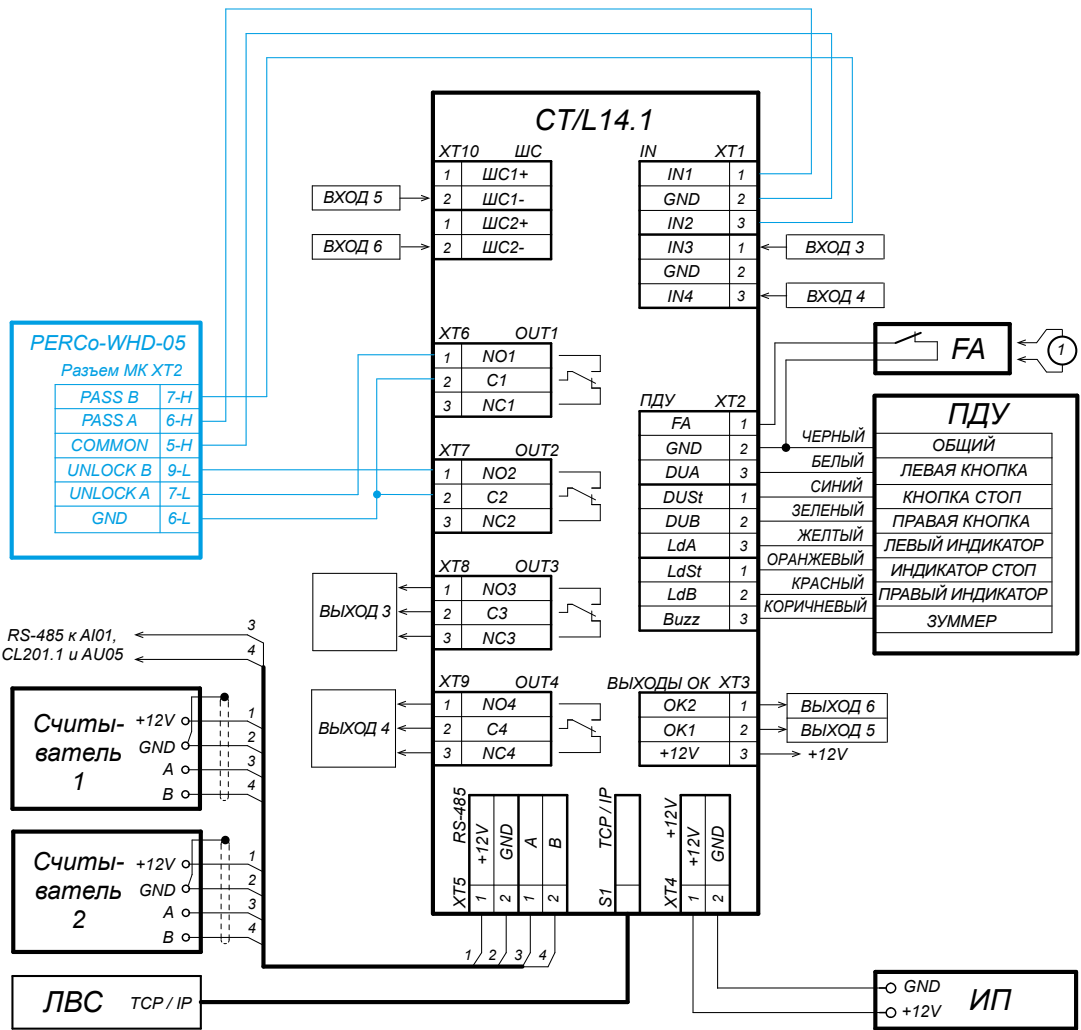 CT/L14.1
XT10 ШС
1 ШС1+
2 ШС1-
1 ШС2+
2 ШС2-
ВХОД 5
ВХОД 6
IN XT1
IN1 1
GND 2
IN2 3
IN3 1
GND 2
IN4 3
ВХОД 3
ВХОД 4
PERCo-WHD-05
Разъем МК XT2
PASS B 7-H
PASS A 6-H
COMMON 5-H
UNLOCK B 9-L
UNLOCK A 7-L
GND 6-L
XT6 OUT1
1 NO1
2 C1
3 NC1
XT7 OUT2
1 NO2
2 C2
3 NC2
XT8 OUT3
1 NO3
2 C3
3 NC3
ВЫХОД 3
XT9 OUT4
1 NO4
2 C4
3 NC4
ВЫХОД 4
FA
1
ПДУ XT2
FA 1
GND 2
DUA 3
DUSt 1
DUB 2
LdA 3
LdSt 1
LdB 2
Buzz 3
ЧЕРНЫЙ
БЕЛЫЙ
СИНИЙ
ЗЕЛЕНЫЙ
ЖЕЛТЫЙ
ОРАНЖЕВЫЙ
КРАСНЫЙ
КОРИЧНЕВЫЙ
ПДУ
ОБЩИЙ
ЛЕВАЯ КНОПКА
КНОПКА СТОП
ПРАВАЯ КНОПКА
ЛЕВЫЙ ИНДИКАТОР
ИНДИКАТОР СТОП
ПРАВЫЙ ИНДИКАТОР
ЗУММЕР
ВЫХОДЫ ОК XT3
OK2 1
OK1 2
+12V 3
ВЫХОД 6
ВЫХОД 5
+12V
RS-485 к AI01,
CL201.1 и AU05
3
4
Считы-
ватель
1
+12V
GND
A
B
1
2
3
4
Считы-
ватель
2
+12V
GND
A
B
1
2
3
4
XT5 RS-485
1 +12V
2 GND
1 A
2 B
1 2 3 4
S1 TCP / IP
XT4 +12V
1 +12V
2 GND
ЛВС TCP / IP
GND
+12V
ИП